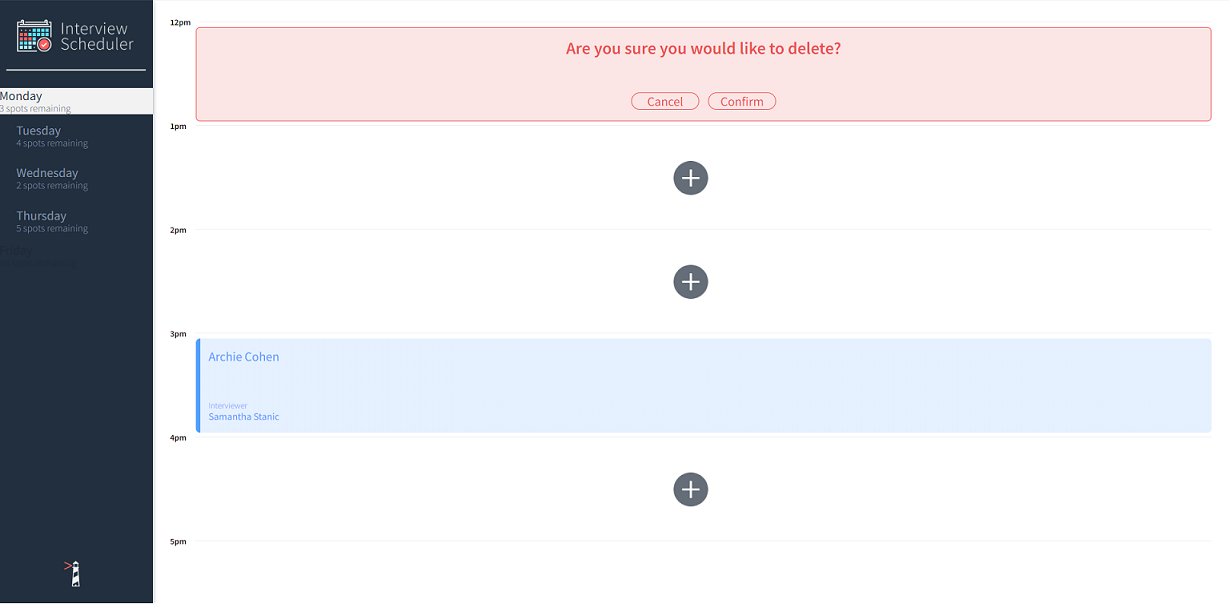 Interview
Scheduler
Monday
3 spots remaining
Tuesday
4 spots remaining
Wednesday
2 spots remaining
Thursday
5 spots remaining
Friday
12pm
Are you sure you would like to delete?
Cancel Confirm
1pm
2pm
3pm
Archie Cohen
Interviewer
Samantha Stanic
4pm
5pm